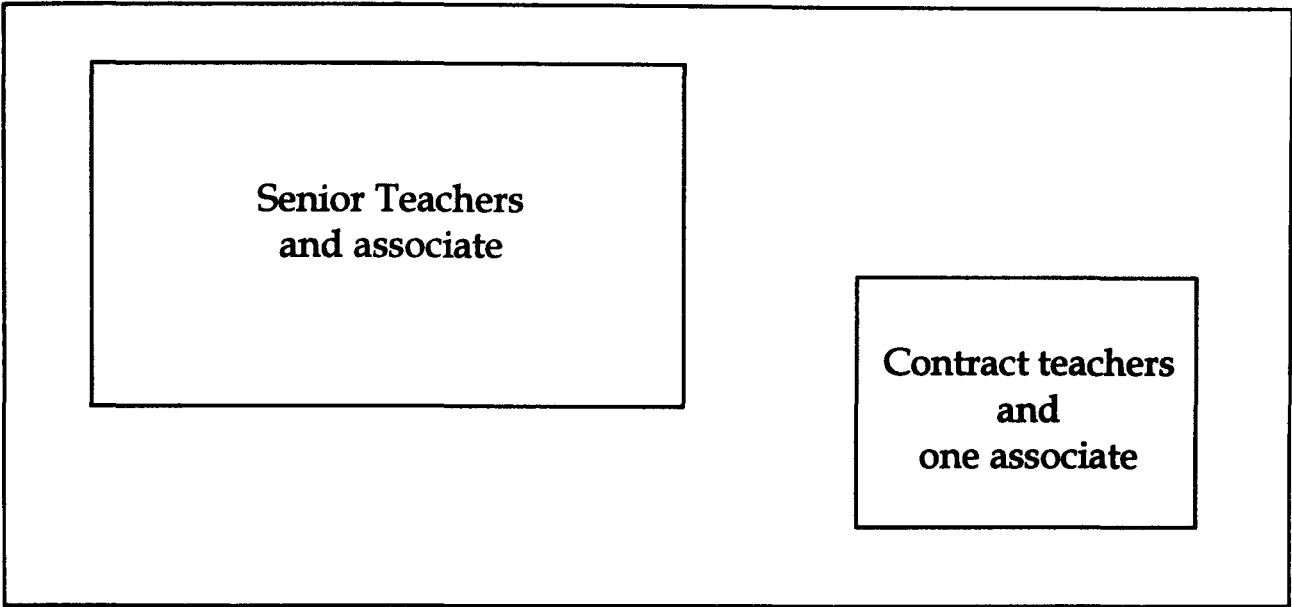 Senior Teachers
and associate
Contract teachers
and
one associate